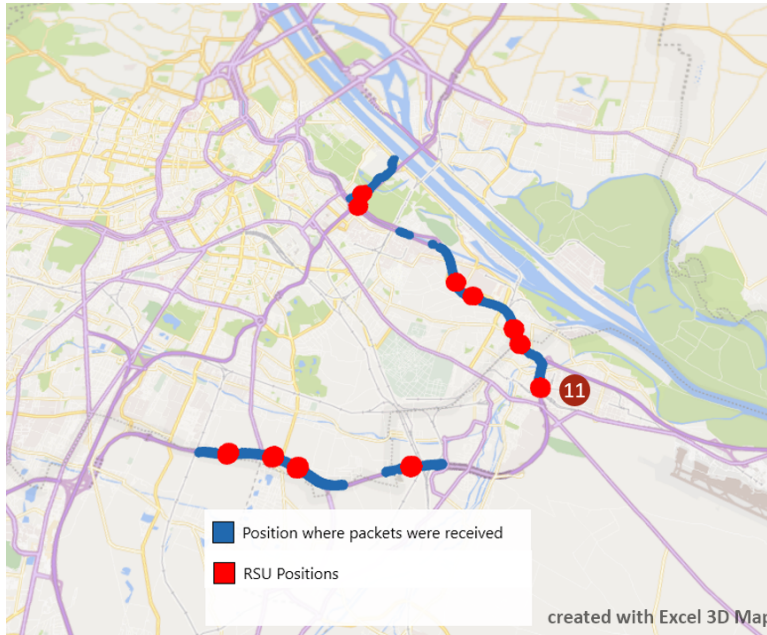 11
Position where packets were received
RSU Positions
created with Excel 3D Map